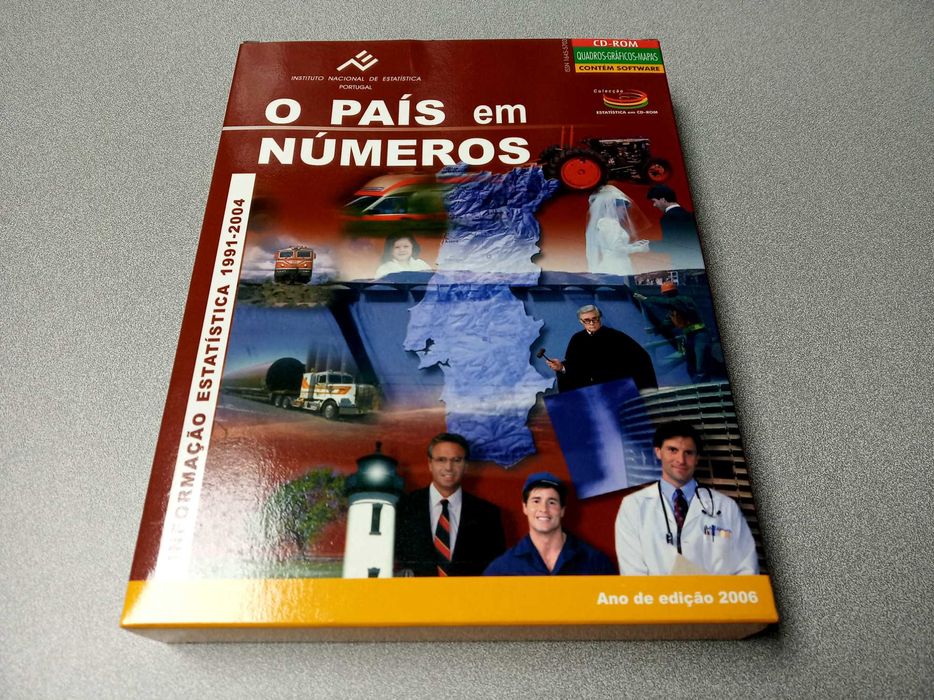 INSTITUTO NACIONAL DE ESTATÍSTICA
PORTUGAL
CD-ROM
QUADROS·GRÁFICOS·MAPAS
CONTÉM SOFTWARE
Colecção
ESTATÍSTICA em CD-ROM
O PAÍS em
NÚMEROS
INFORMAÇÃO ESTATÍSTICA 1991-2004
Ano de edição 2006